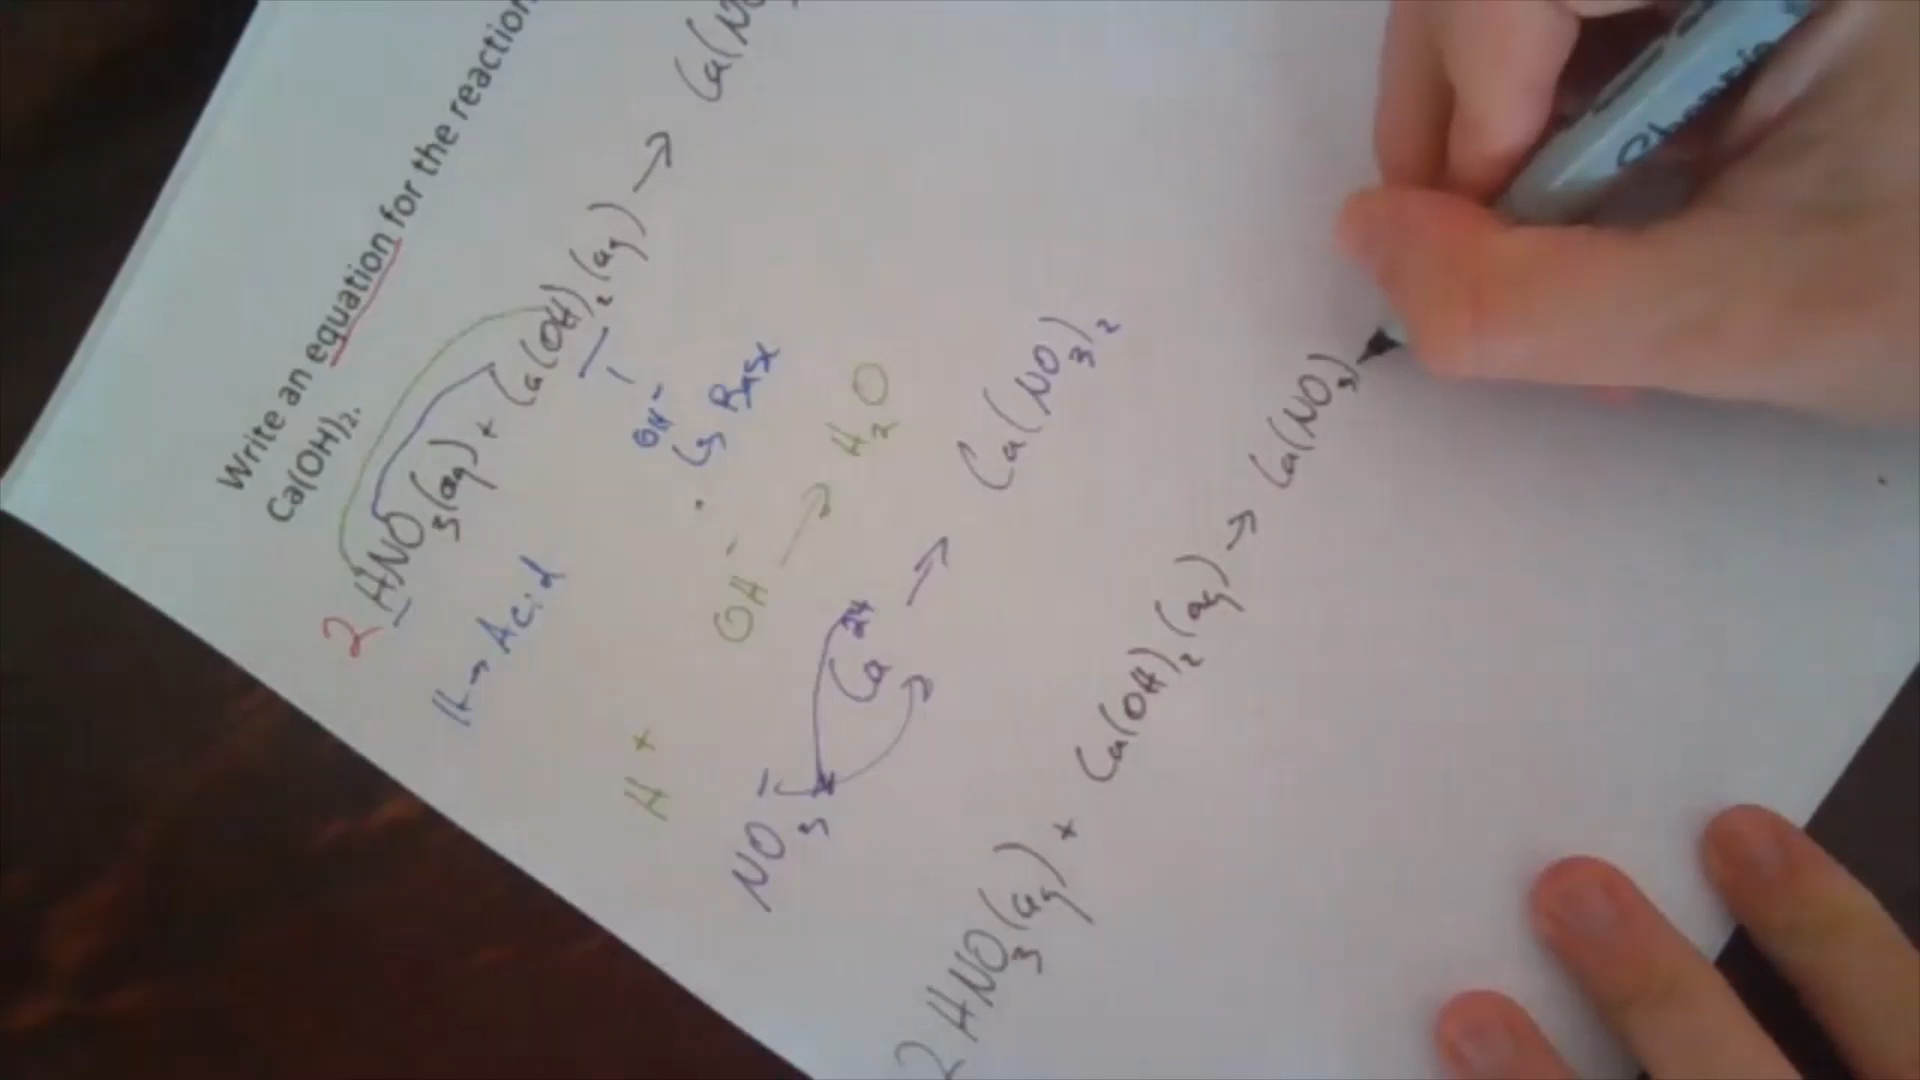 Write an equation for the reaction
Ca(OH)₂.
2 HNO₃(aq) + Ca(OH)₂(aq) → Ca(NO
H → Acid
OH⁻
↳ Base
H⁺ OH⁻ → H₂O
NO₃⁻ Ca²⁺ → Ca(NO₃)₂
2 HNO₃(aq) + Ca(OH)₂(aq) → Ca(NO₃)
Sharpie